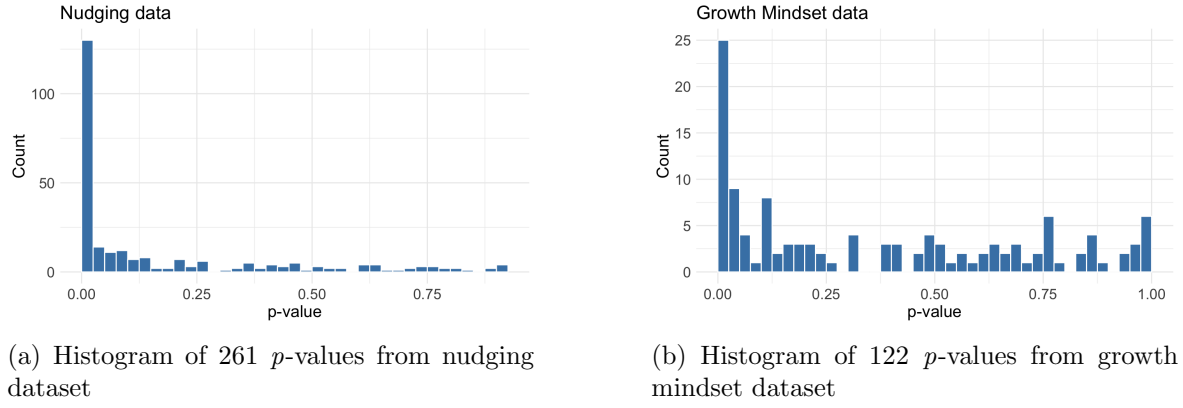 Nudging data
100
50
0
Count
0.00 0.25 0.50 0.75
p-value
(a) Histogram of 261 p-values from nudging
dataset
Growth Mindset data
25
20
15
10
5
0
Count
0.00 0.25 0.50 0.75 1.00
p-value
(b) Histogram of 122 p-values from growth
mindset dataset